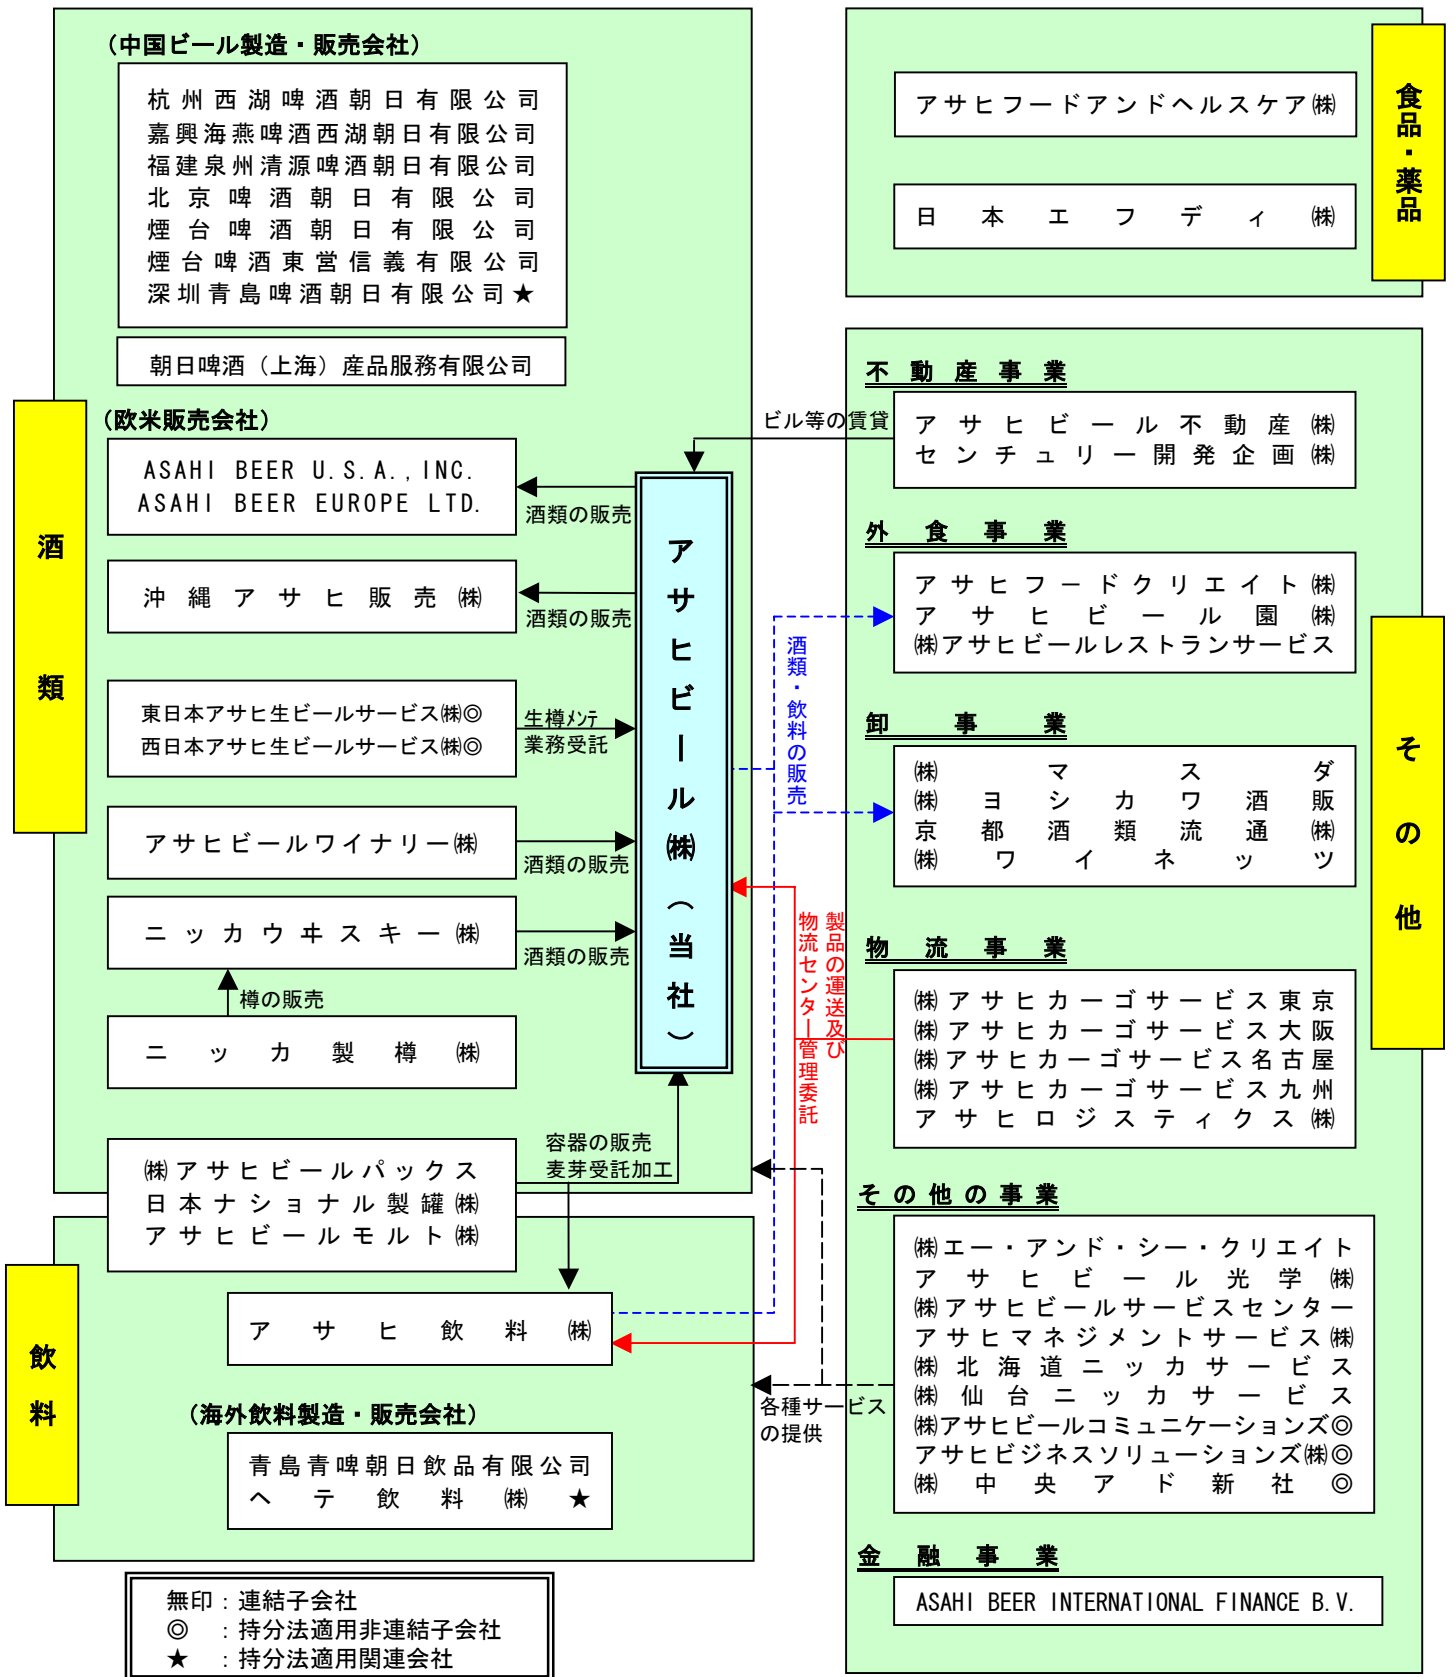 （中国ビール製造・販売会社）
杭州西湖啤酒朝日有限公司
嘉興海燕啤酒西湖朝日有限公司
福建泉州清源啤酒朝日有限公司
北京啤酒朝日有限公司
煙台啤酒朝日有限公司
煙台啤酒東営信義有限公司
深圳青島啤酒朝日有限公司★
朝日啤酒（上海）産品服務有限公司
酒類
（欧米販売会社）
ASAHI BEER U.S.A.,INC.
ASAHI BEER EUROPE LTD.
酒類の販売
沖縄アサヒ販売㈱
酒類の販売
東日本アサヒ生ビールサービス㈱◎
西日本アサヒ生ビールサービス㈱◎
生樽ﾒﾝﾃ
業務受託
アサヒビールワイナリー㈱
酒類の販売
ニッカウヰスキー㈱
酒類の販売
樽の販売
ニッカ製樽㈱
アサヒビール㈱（当社）
㈱アサヒビールパックス
日本ナショナル製罐㈱
アサヒビールモルト㈱
容器の販売
麦芽受託加工
飲料
アサヒ飲料㈱
（海外飲料製造・販売会社）
青島青啤朝日飲品有限公司
ヘテ飲料㈱★
無印：連結子会社
◎：持分法適用非連結子会社
★：持分法適用関連会社
食品・薬品
アサヒフードアンドヘルスケア㈱
日本エフディ㈱
その他
不動産事業
ビル等の賃貸
アサヒビール不動産㈱
センチュリー開発企画㈱
外食事業
アサヒフードクリエイト㈱
アサヒビール園㈱
㈱アサヒビールレストランサービス
酒類・飲料の販売
卸事業
㈱マスダ
㈱ヨシカワ酒販
京都酒類流通㈱
㈱ワイネッツ
製品の運送及び
物流センター管理委託
物流事業
㈱アサヒカーゴサービス東京
㈱アサヒカーゴサービス大阪
㈱アサヒカーゴサービス名古屋
㈱アサヒカーゴサービス九州
アサヒロジスティクス㈱
その他の事業
㈱エー・アンド・シー・クリエイト
アサヒビール光学㈱
㈱アサヒビールサービスセンター
アサヒマネジメントサービス㈱
㈱北海道ニッカサービス
㈱仙台ニッカサービス
㈱アサヒビールコミュニケーションズ◎
アサヒビジネスソリューションズ㈱◎
㈱中央アド新社◎
各種サービス
の提供
金融事業
ASAHI BEER INTERNATIONAL FINANCE B.V.